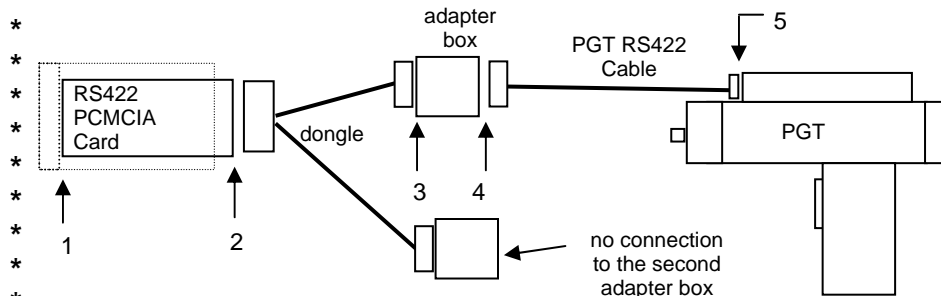 *
*
*
*
*
*
*
*
*
adapter
box
PGT RS422
Cable
5
RS422
PCMCIA
Card
dongle
PGT
3
4
1
2
no connection
to the second
adapter box